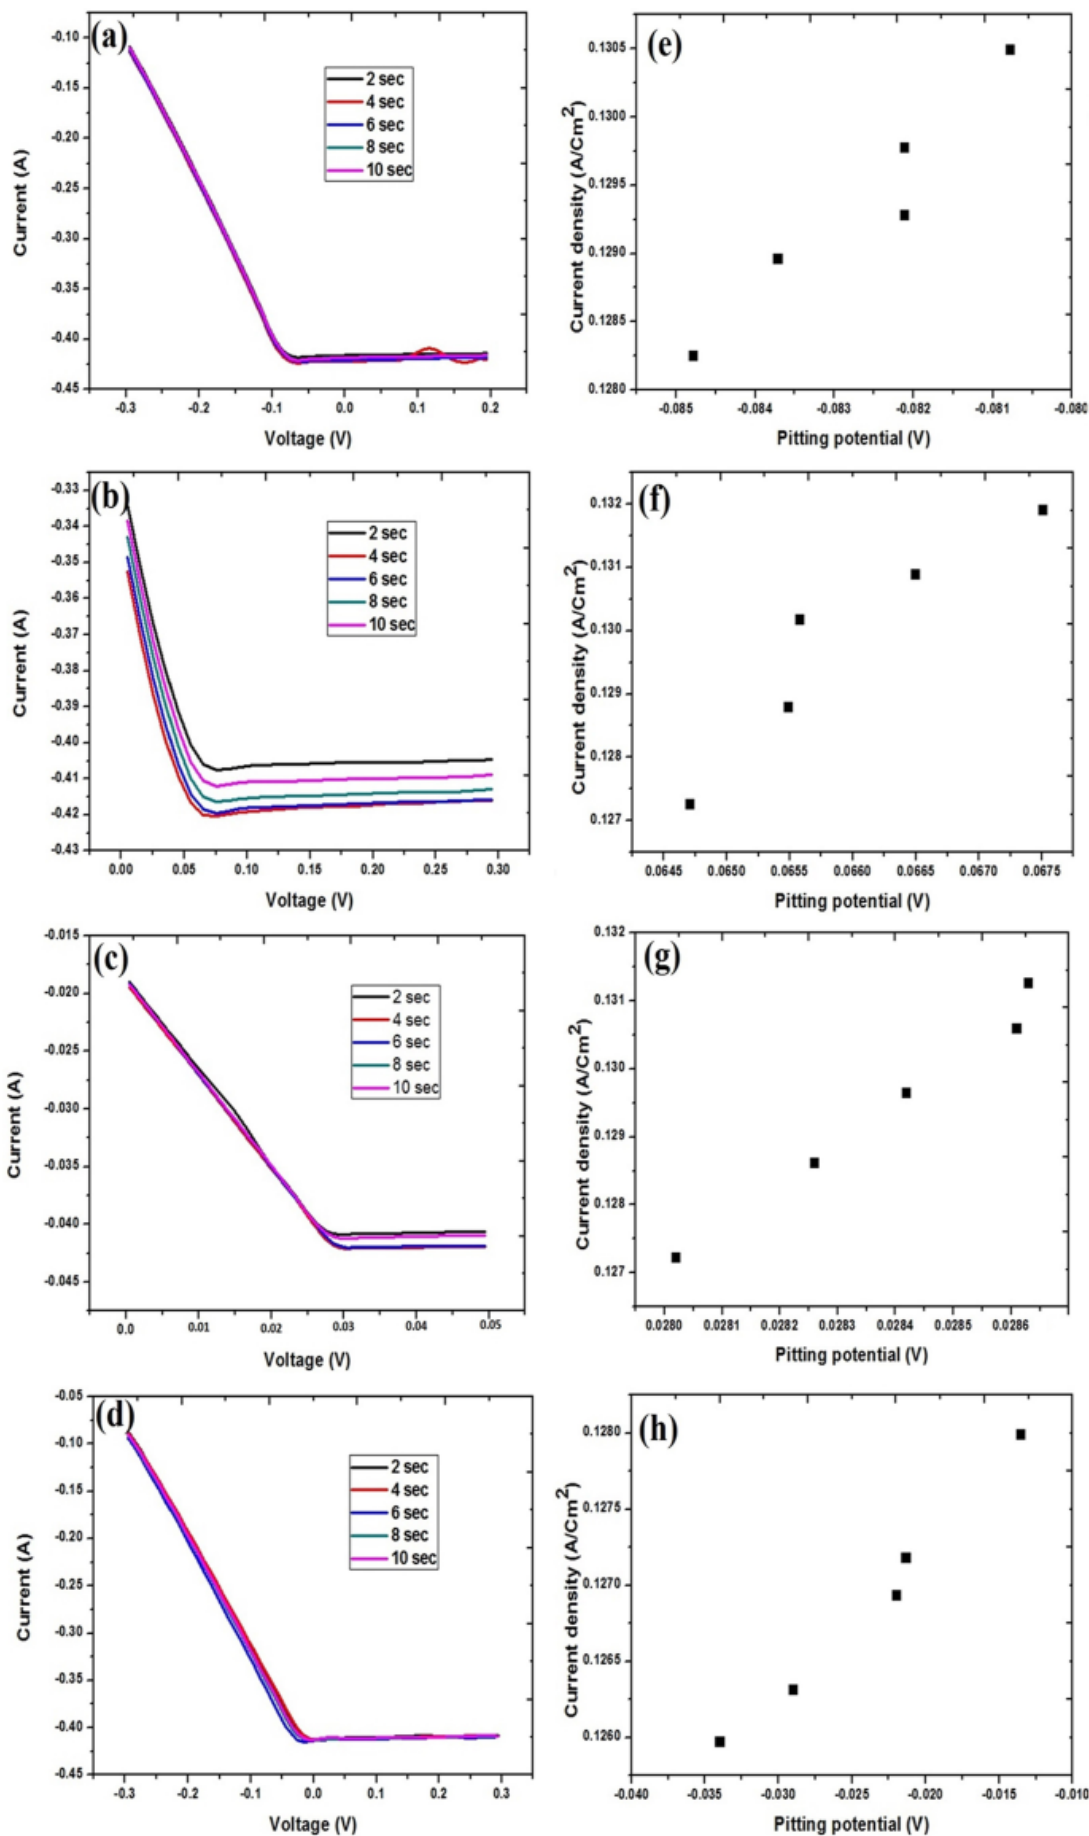 (a)
-0.10
-0.15
-0.20
-0.25
-0.30
-0.35
-0.40
-0.45
Current (A)
2 sec
4 sec
6 sec
8 sec
10 sec
-0.3 -0.2 -0.1 0.0 0.1 0.2
Voltage (V)
(e)
0.1305
0.1300
0.1295
0.1290
0.1285
0.1280
Current density (A/Cm²)
-0.085 -0.084 -0.083 -0.082 -0.081 -0.080
Pitting potential (V)
(b)
-0.33
-0.34
-0.35
-0.36
-0.37
-0.38
-0.39
-0.40
-0.41
-0.42
-0.43
Current (A)
2 sec
4 sec
6 sec
8 sec
10 sec
0.00 0.05 0.10 0.15 0.20 0.25 0.30
Voltage (V)
(f)
0.132
0.131
0.130
0.129
0.128
0.127
Current density (A/Cm²)
0.0645 0.0650 0.0655 0.0660 0.0665 0.0670 0.0675
Pitting potential (V)
(c)
-0.015
-0.020
-0.025
-0.030
-0.035
-0.040
-0.045
Current (A)
2 sec
4 sec
6 sec
8 sec
10 sec
0.0 0.01 0.02 0.03 0.04 0.05
Voltage (V)
(g)
0.132
0.131
0.130
0.129
0.128
0.127
Current density (A/Cm²)
0.0280 0.0281 0.0282 0.0283 0.0284 0.0285 0.0286
Pitting potential (V)
(d)
-0.05
-0.10
-0.15
-0.20
-0.25
-0.30
-0.35
-0.40
-0.45
Current (A)
2 sec
4 sec
6 sec
8 sec
10 sec
-0.3 -0.2 -0.1 0.0 0.1 0.2 0.3
Voltage (V)
(h)
0.1280
0.1275
0.1270
0.1265
0.1260
Current density (A/Cm²)
-0.040 -0.035 -0.030 -0.025 -0.020 -0.015 -0.010
Pitting potential (V)